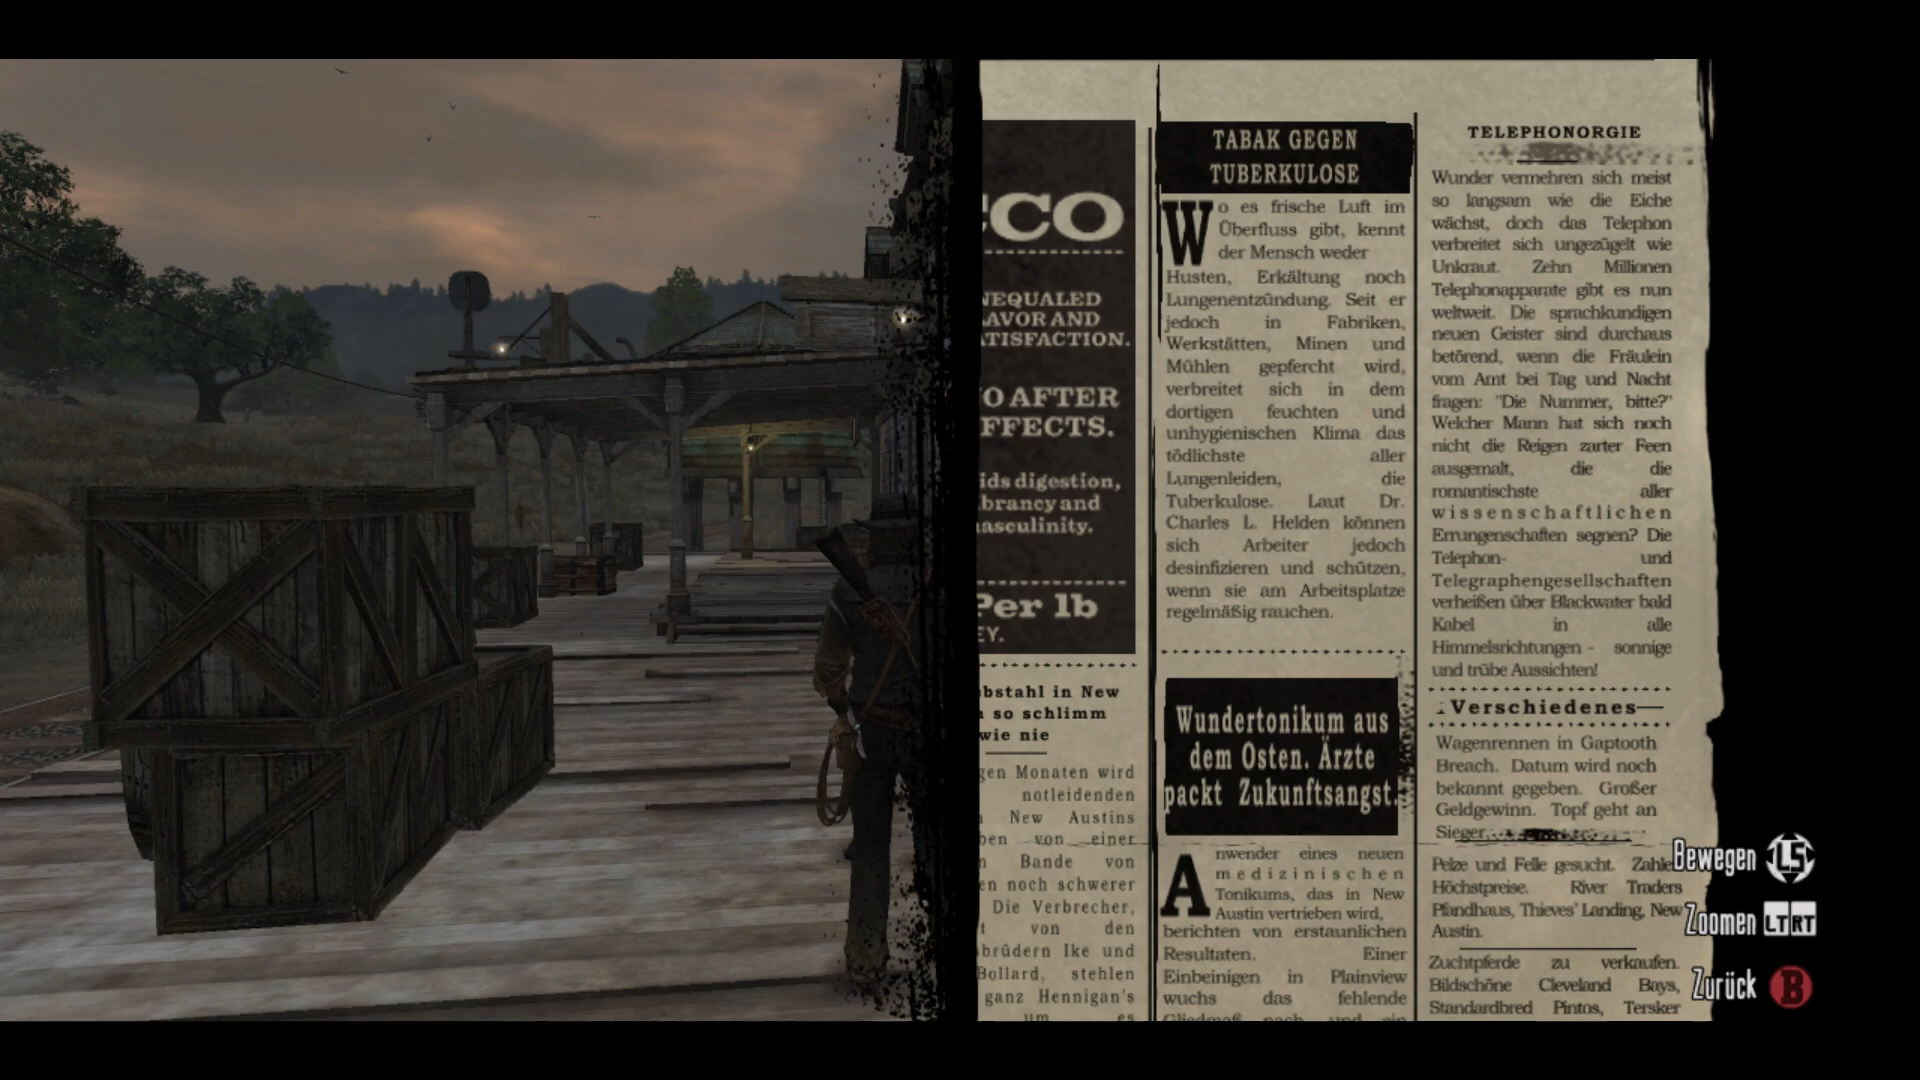 CCO
NEQUALED
AVOR AND
ATISFACTION.
O AFTER
FFECTS.
ids digestion,
brancy and
asculinity.
Per lb
EY.
bstahl in New
n so schlimm
wie nie
gen Monaten wird
notleidenden
New Austins
ben von einer
n Bande von
en noch schwerer
Die Verbrecher,
t von den
brüdern Ike und
Bollard, stehlen
ganz Hennigan's
um es
TABAK GEGEN
TUBERKULOSE
Wo es frische Luft im
Überfluss gibt, kennt
der Mensch weder
Husten, Erkältung noch
Lungenentzündung. Seit er
jedoch in Fabriken,
Werkstätten, Minen und
Mühlen gepfercht wird,
verbreitet sich in dem
dortigen feuchten und
unhygienischen Klima das
tödlichste aller
Lungenleiden, die
Tuberkulose. Laut Dr.
Charles L. Helden können
sich Arbeiter jedoch
desinfizieren und schützen,
wenn sie am Arbeitsplatze
regelmäßig rauchen.
Wundertonikum aus
dem Osten. Ärzte
packt Zukunftsangst.
Anwender eines neuen
medizinischen
Tonikums, das in New
Austin vertrieben wird,
berichten von erstaunlichen
Resultaten. Einer
Einbeinigen in Plainview
wuchs das fehlende
Gliedmaß nach und ein
TELEPHONORGIE
Wunder vermehren sich meist
so langsam wie die Eiche
wächst, doch das Telephon
verbreitet sich ungezügelt wie
Unkraut. Zehn Millionen
Telephonapparate gibt es nun
weltweit. Die sprachkundigen
neuen Geister sind durchaus
betörend, wenn die Fräulein
vom Amt bei Tag und Nacht
fragen: "Die Nummer, bitte?"
Welcher Mann hat sich noch
nicht die Reigen zarter Feen
ausgemalt, die die
romantischste aller
wissenschaftlichen
Errungenschaften segnen? Die
Telephon- und
Telegraphengesellschaften
verheißen über Blackwater bald
Kabel in alle
Himmelsrichtungen - sonnige
und trübe Aussichten!
Verschiedenes
Wagenrennen in Gaptooth
Breach. Datum wird noch
bekannt gegeben. Großer
Geldgewinn. Topf geht an
Sieger.
Pelze und Felle gesucht. Zahle
Höchstpreise. River Traders
Pfandhaus, Thieves' Landing, New
Austin.
Zuchtpferde zu verkaufen.
Bildschöne Cleveland Bays,
Standardbred Pintos, Tersker
Bewegen LS
Zoomen LT RT
Zurück B